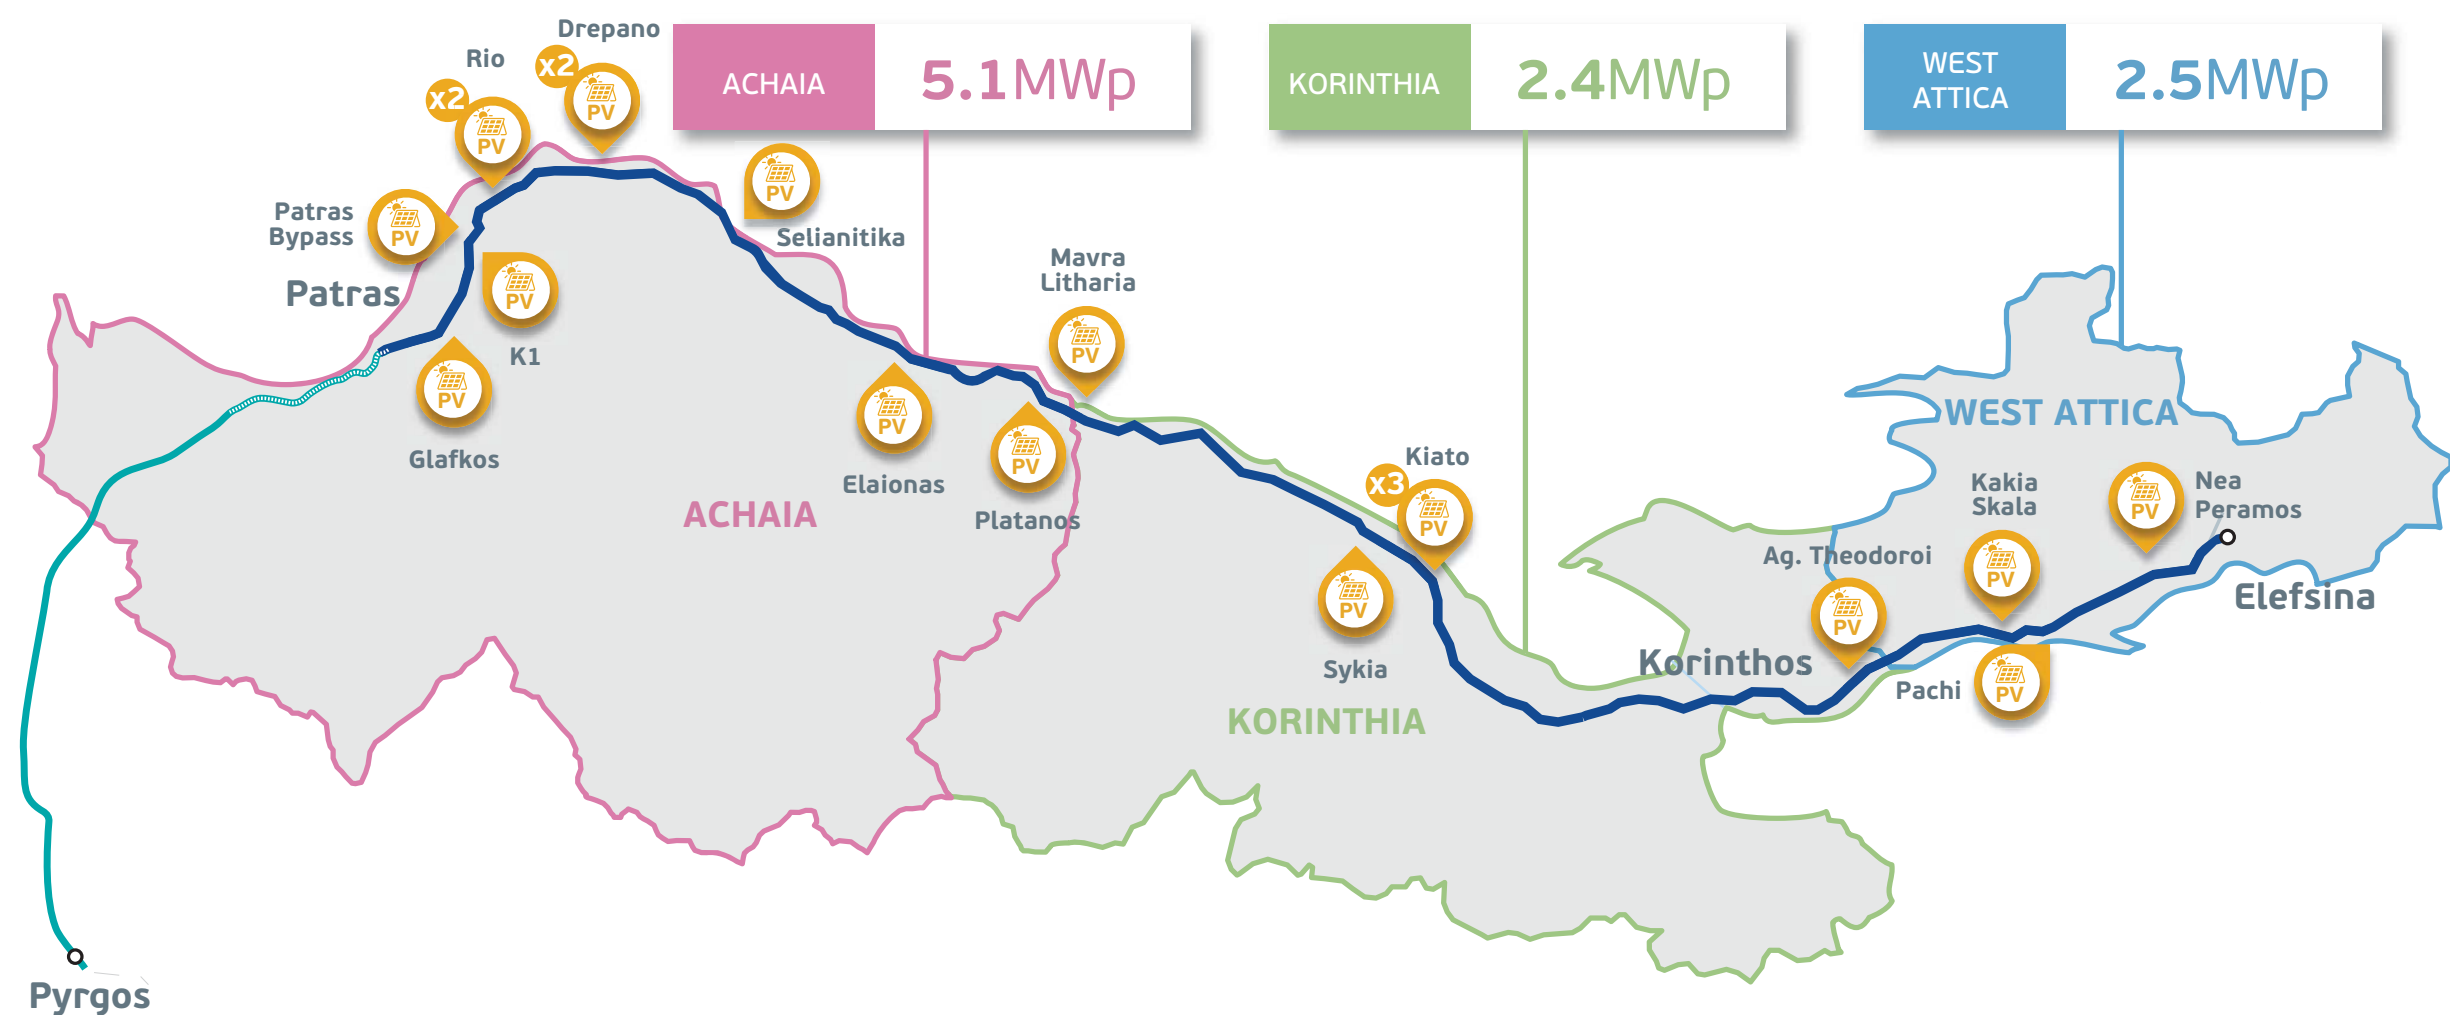 Drepano
Rio
x2
PV
x2
PV
ACHAIA
5.1MWp
KORINTHIA
2.4MWp
WEST
ATTICA
2.5MWp
Patras
Bypass
PV
PV
Selianitika
Patras
PV
K1
PV
Glafkos
Mavra
Litharia
PV
PV
Elaionas
PV
Platanos
ACHAIA
Kiato
x3
PV
PV
Sykia
KORINTHIA
WEST ATTICA
Kakia
Skala
PV
Nea
Peramos
PV
Ag. Theodoroi
PV
Elefsina
Korinthos
Pachi
PV
Pyrgos